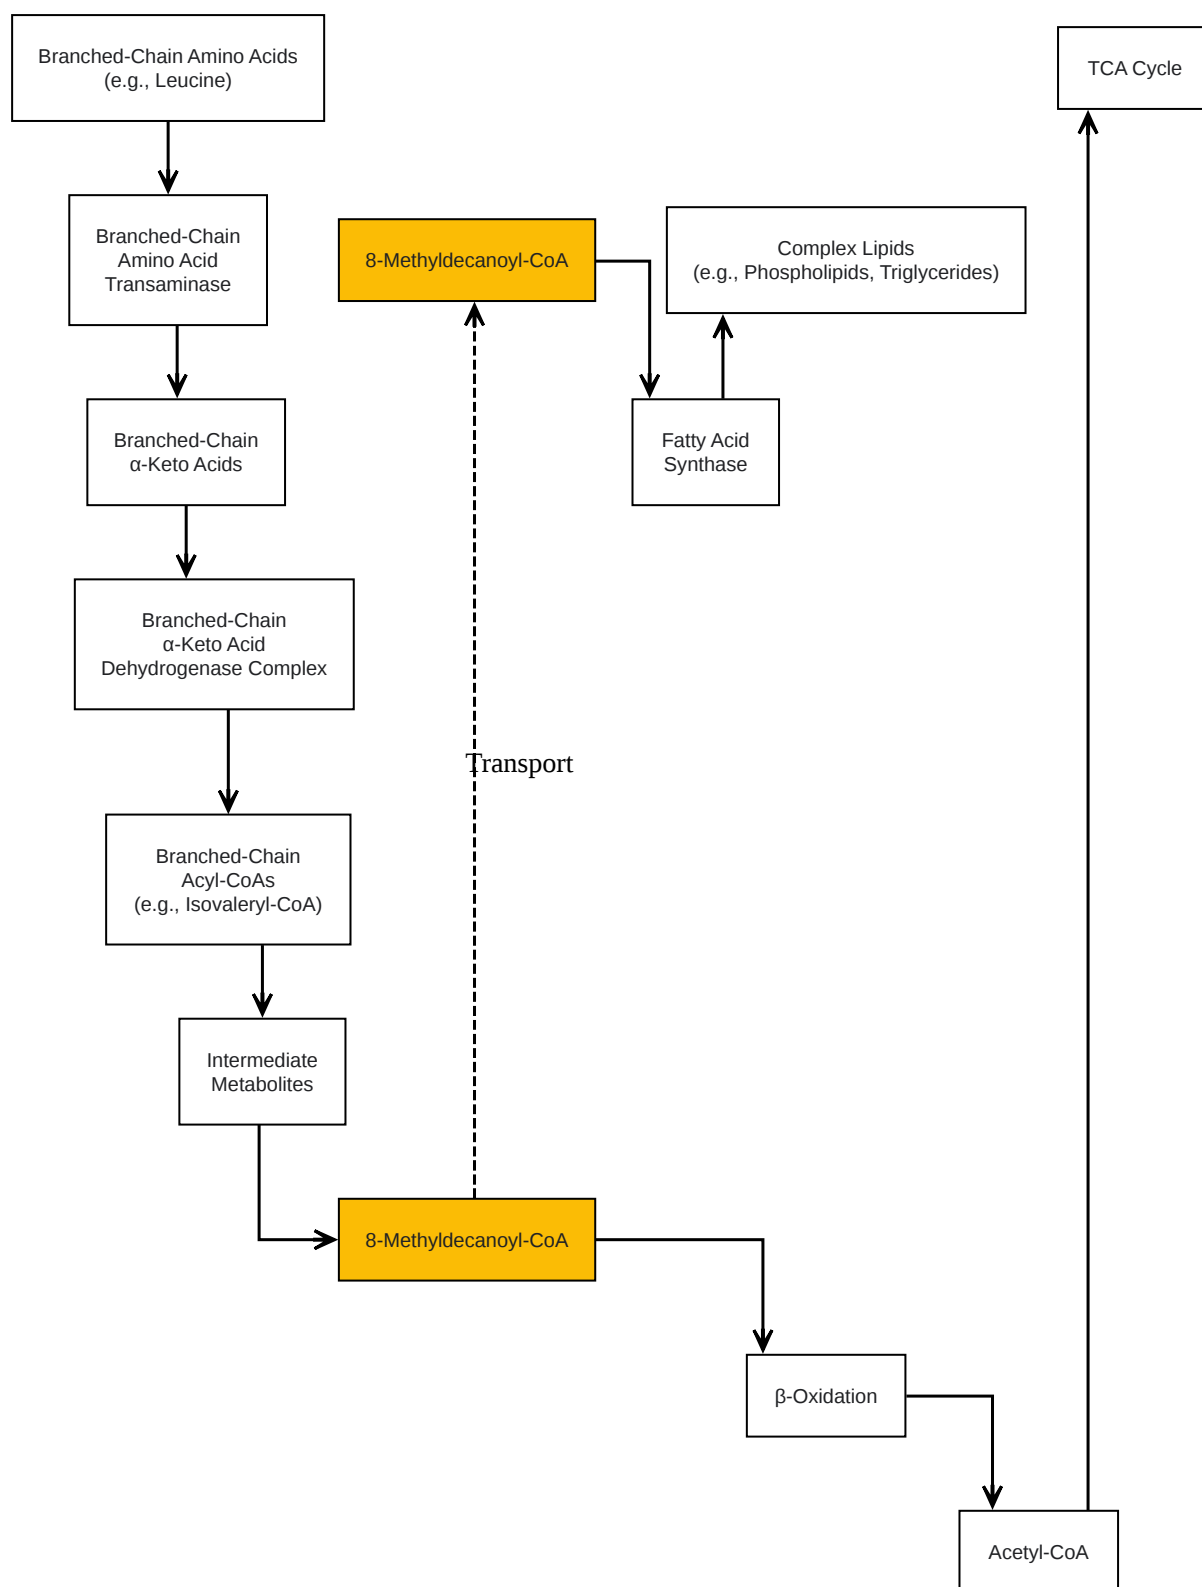 Branched-Chain Amino Acids
(e.g., Leucine)
TCA Cycle
Branched-Chain
Amino Acid
Transaminase
8-Methyldecanoyl-CoA
Complex Lipids
(e.g., Phospholipids, Triglycerides)
Branched-Chain
α-Keto Acids
Fatty Acid
Synthase
Branched-Chain
α-Keto Acid
Dehydrogenase Complex
Transport
Branched-Chain
Acyl-CoAs
(e.g., Isovaleryl-CoA)
Intermediate
Metabolites
8-Methyldecanoyl-CoA
β-Oxidation
Acetyl-CoA